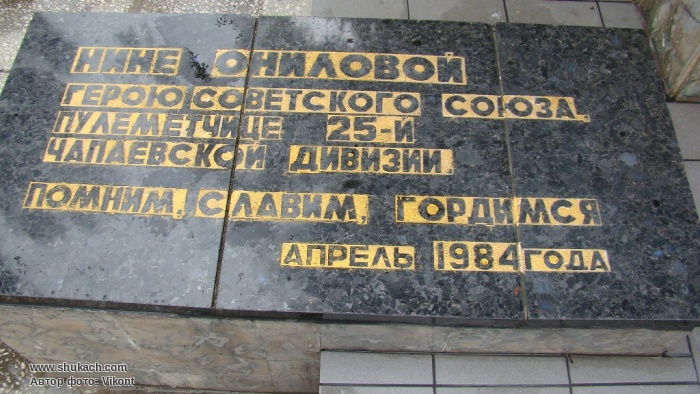 НИКЕ ОНИЛОВОЙ
ГЕРОЮ СОВЕТСКОГО СОЮЗА,
ПУЛЕМЕТЧИЦЕ 25-Й
ЧАПАЕВСКОЙ ДИВИЗИИ.
ПОМНИМ, СЛАВИМ, ГОРДИМСЯ
АПРЕЛЬ 1984 ГОДА
www.shukach.com
Автор фото: Vikont